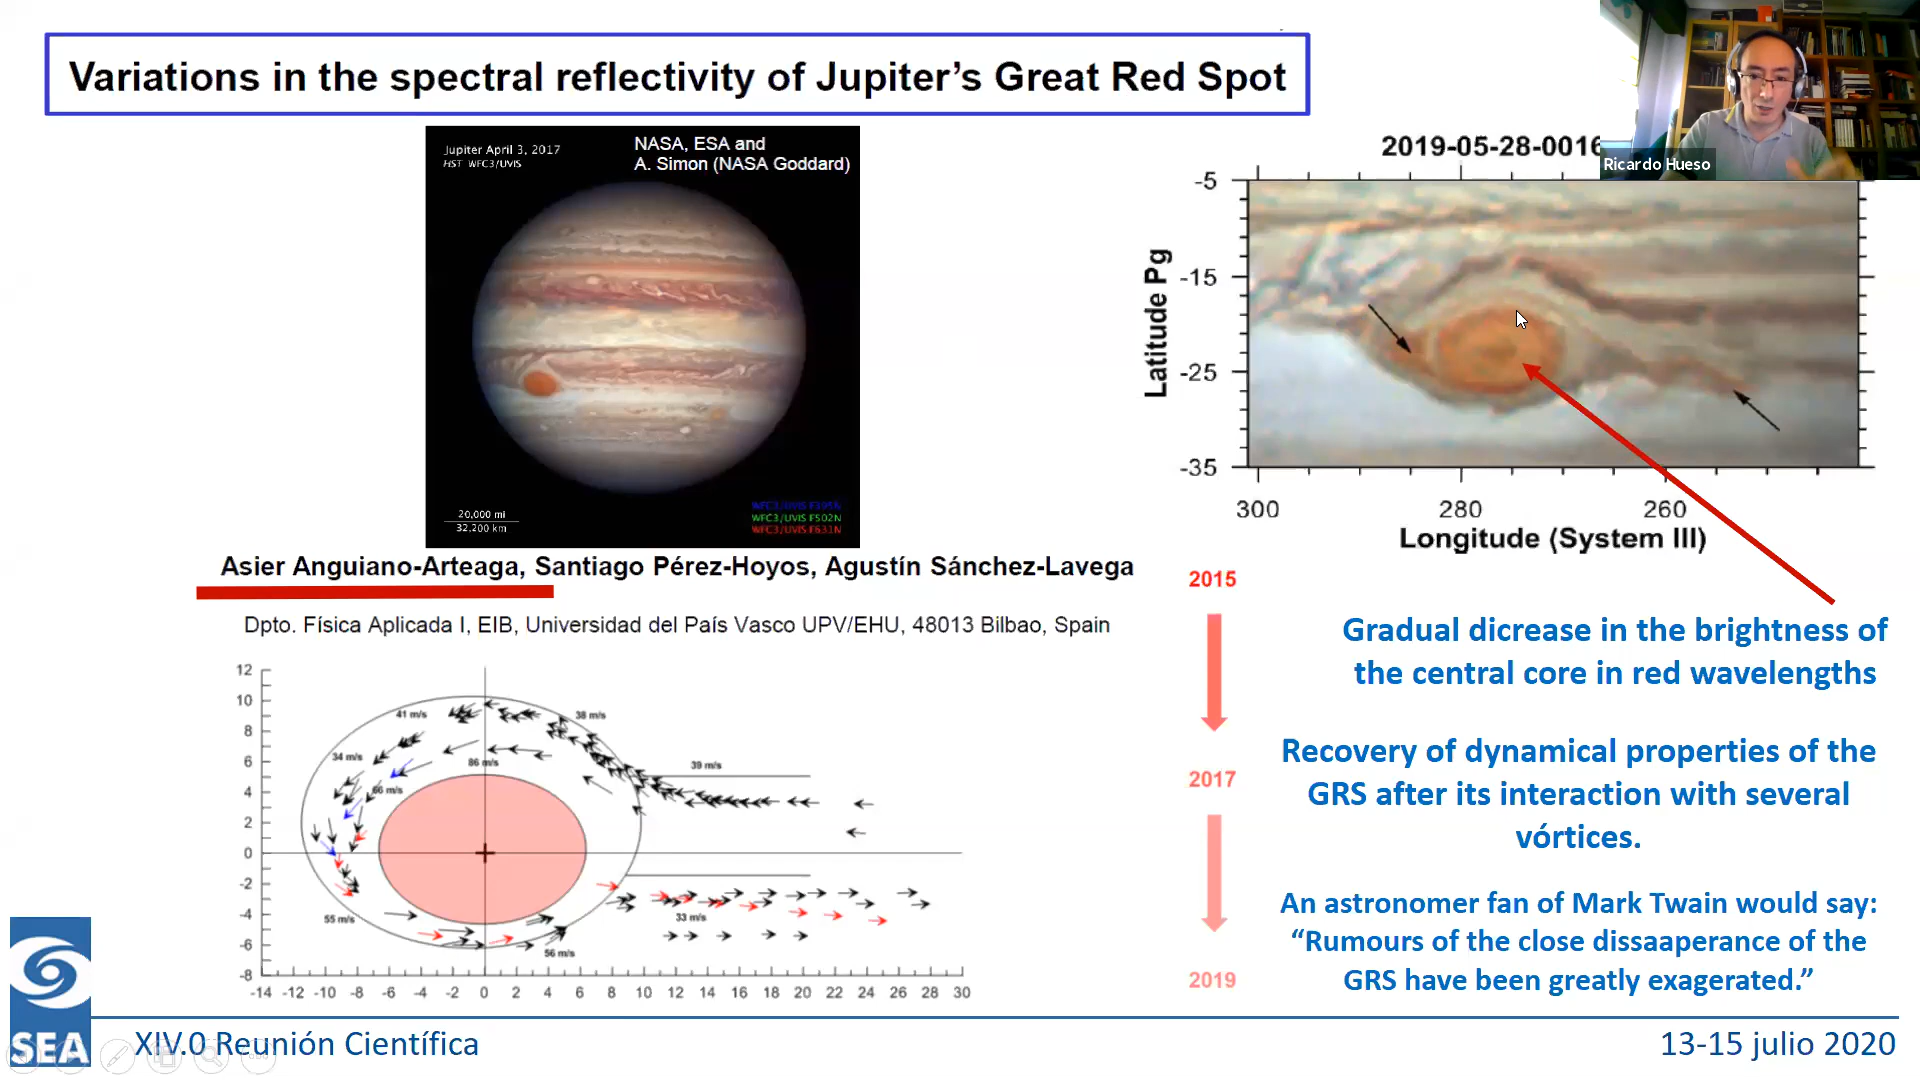 Variations in the spectral reflectivity of Jupiter’s Great Red Spot
Ricardo Hueso
Jupiter April 3, 2017
HST WFC3/UVIS
NASA, ESA and
A. Simon (NASA Goddard)
20,000 mi
32,200 km
WFC3/UVIS F395N
WFC3/UVIS F502N
WFC3/UVIS F631N
2019-05-28-0016
Latitude Pg
-5
-15
-25
-35
300 280 260
Longitude (System III)
Asier Anguiano-Arteaga, Santiago Pérez-Hoyos, Agustín Sánchez-Lavega
Dpto. Física Aplicada I, EIB, Universidad del País Vasco UPV/EHU, 48013 Bilbao, Spain
12
10
8
6
4
2
0
-2
-4
-6
-8
41 m/s
38 m/s
34 m/s
86 m/s
39 m/s
66 m/s
55 m/s
33 m/s
56 m/s
-14 -12 -10 -8 -6 -4 -2 0 2 4 6 8 10 12 14 16 18 20 22 24 26 28 30
2015
2017
2019
Gradual dicrease in the brightness of
the central core in red wavelengths
Recovery of dynamical properties of the
GRS after its interaction with several
vórtices.
An astronomer fan of Mark Twain would say:
“Rumours of the close dissaaperance of the
GRS have been greatly exagerated.”
SEA
XIV.0 Reunión Científica
13-15 julio 2020